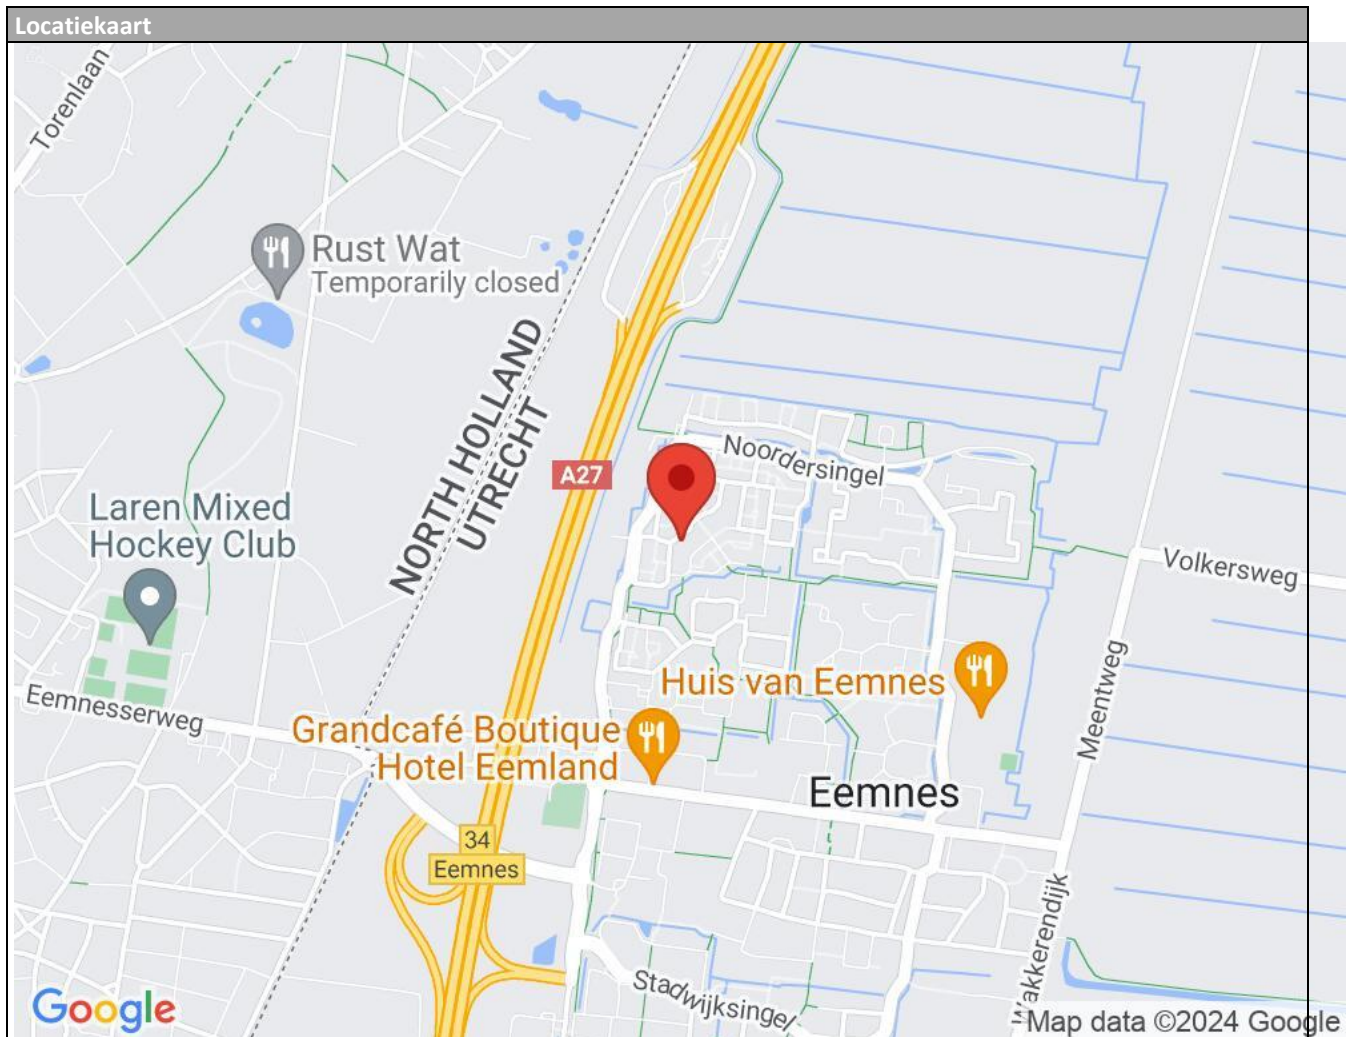 Locatiekaart
Torenlaan
Rust Wat
Temporarily closed
NORTH HOLLAND
UTRECHT
A27
Noordersingel
Laren Mixed
Hockey Club
Volkersweg
Meentweg
Huis van Eemnes
Eemnesserweg
Grandcafé Boutique
Hotel Eemland
Eemnes
34
Eemnes
Wakkerendijk
Stadwijksingel
Google
Map data ©2024 Google